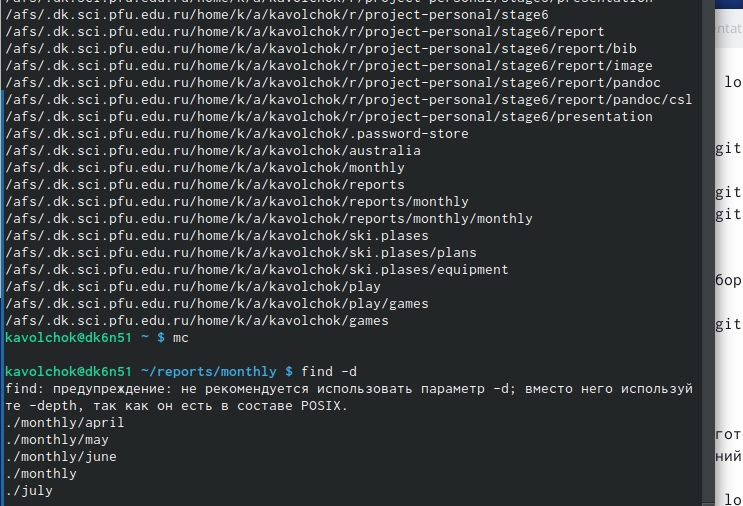 /afs/.dk.sci.pfu.edu.ru/home/k/a/kavolchok/r/project-personal/stage5/presentation
/afs/.dk.sci.pfu.edu.ru/home/k/a/kavolchok/r/project-personal/stage6
/afs/.dk.sci.pfu.edu.ru/home/k/a/kavolchok/r/project-personal/stage6/report
/afs/.dk.sci.pfu.edu.ru/home/k/a/kavolchok/r/project-personal/stage6/report/bib
/afs/.dk.sci.pfu.edu.ru/home/k/a/kavolchok/r/project-personal/stage6/report/image
/afs/.dk.sci.pfu.edu.ru/home/k/a/kavolchok/r/project-personal/stage6/report/pandoc
/afs/.dk.sci.pfu.edu.ru/home/k/a/kavolchok/r/project-personal/stage6/report/pandoc/csl
/afs/.dk.sci.pfu.edu.ru/home/k/a/kavolchok/r/project-personal/stage6/presentation
/afs/.dk.sci.pfu.edu.ru/home/k/a/kavolchok/.password-store
/afs/.dk.sci.pfu.edu.ru/home/k/a/kavolchok/australia
/afs/.dk.sci.pfu.edu.ru/home/k/a/kavolchok/monthly
/afs/.dk.sci.pfu.edu.ru/home/k/a/kavolchok/reports
/afs/.dk.sci.pfu.edu.ru/home/k/a/kavolchok/reports/monthly
/afs/.dk.sci.pfu.edu.ru/home/k/a/kavolchok/reports/monthly/monthly
/afs/.dk.sci.pfu.edu.ru/home/k/a/kavolchok/ski.plases
/afs/.dk.sci.pfu.edu.ru/home/k/a/kavolchok/ski.plases/plans
/afs/.dk.sci.pfu.edu.ru/home/k/a/kavolchok/ski.plases/equipment
/afs/.dk.sci.pfu.edu.ru/home/k/a/kavolchok/play
/afs/.dk.sci.pfu.edu.ru/home/k/a/kavolchok/play/games
/afs/.dk.sci.pfu.edu.ru/home/k/a/kavolchok/games
kavolchok@dk6n51 ~ $ mc
kavolchok@dk6n51 ~/reports/monthly $ find -d
find: предупреждение: не рекомендуется использовать параметр -d; вместо него используй
те -depth, так как он есть в составе POSIX.
./monthly/april
./monthly/may
./monthly/june
./monthly
./july
ntat
lo
git
git
git
бор
git
гот
ний
lo